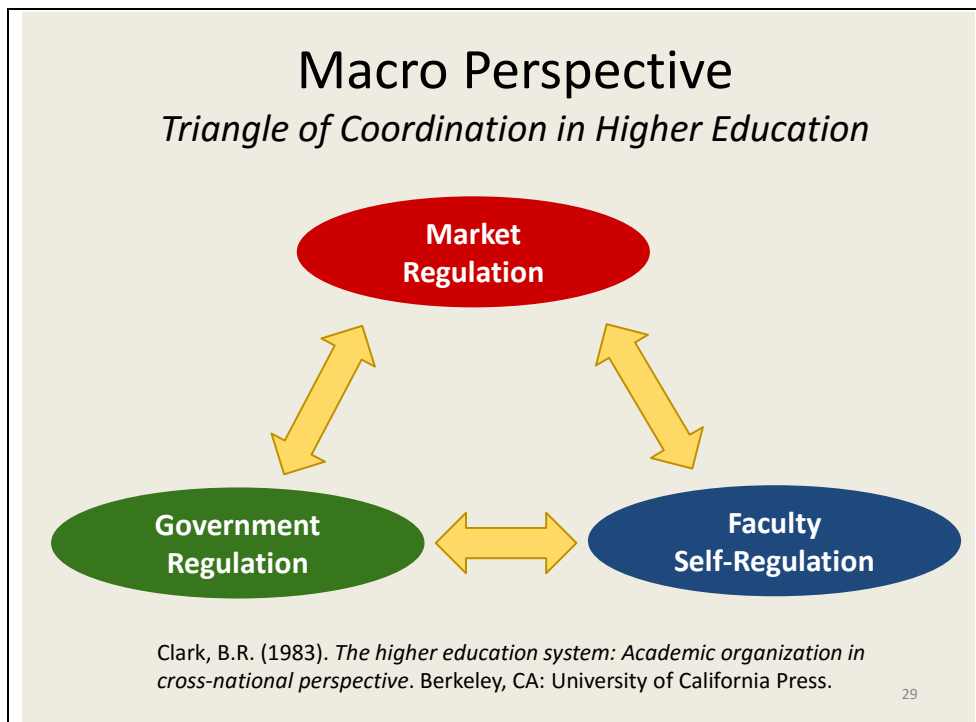 Macro Perspective
Triangle of Coordination in Higher Education
Market
Regulation
Government
Regulation
Faculty
Self-Regulation
Clark, B.R. (1983). The higher education system: Academic organization in
cross-national perspective. Berkeley, CA: University of California Press.
29